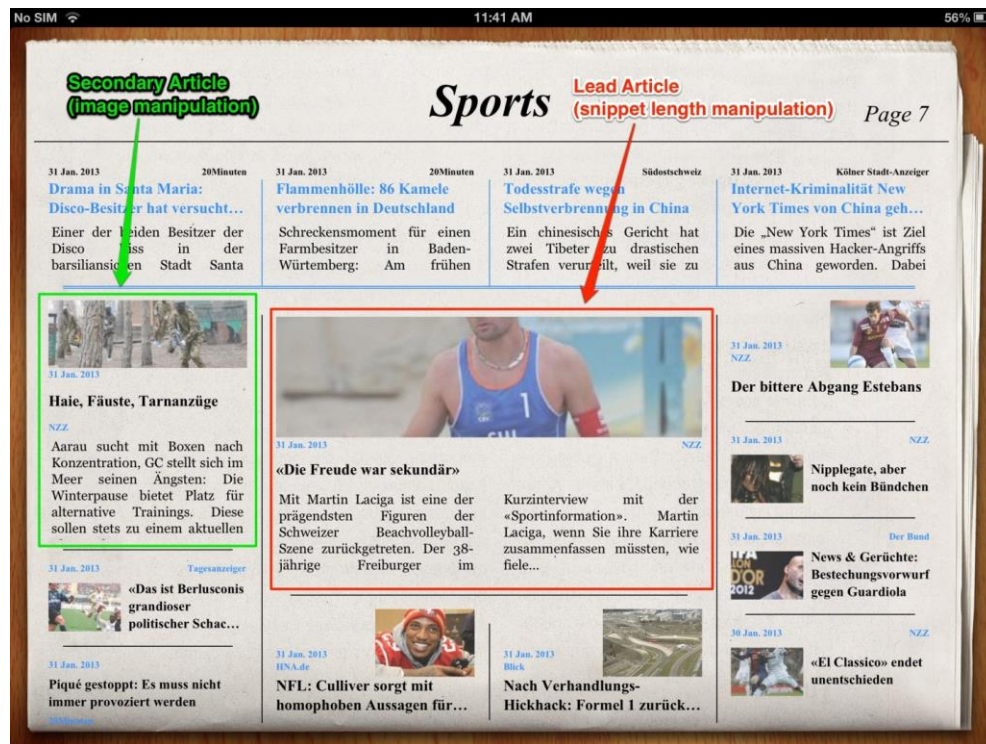 No SIM
11:41 AM
56%
Secondary Article
(image manipulation)
Sports
Lead Article
(snippet length manipulation)
Page 7
31 Jan. 2013 20Minuten
Drama in Santa Maria:
Disco-Besitzer hat versucht…
Einer der beiden Besitzer der
Disco Kiss in der
barsiliansischen Stadt Santa
31 Jan. 2013 20Minuten
Flammenhölle: 86 Kamele
verbrennen in Deutschland
Schreckensmoment für einen
Farmbesitzer in Baden-
Würtemberg: Am frühen
31 Jan. 2013 Südostschweiz
Todesstrafe wegen
Selbstverbrennung in China
Ein chinesisches Gericht hat
zwei Tibeter zu drastischen
Strafen verurteilt, weil sie zu
31 Jan. 2013 Kölner Stadt-Anzeiger
Internet-Kriminalität New
York Times von China geh…
Die „New York Times“ ist Ziel
eines massiven Hacker-Angriffs
aus China geworden. Dabei
31 Jan. 2013
Haie, Fäuste, Tarnanzüge
NZZ
Aarau sucht mit Boxen nach
Konzentration, GC stellt sich im
Meer seinen Ängsten: Die
Winterpause bietet Platz für
alternative Trainings. Diese
sollen stets zu einem aktuellen
31 Jan. 2013 Tagesanzeiger
«Das ist Berlusconis
grandioser
politischer Schac…
31 Jan. 2013
Piqué gestoppt: Es muss nicht
immer provoziert werden
20Minuten
31 Jan. 2013 NZZ
«Die Freude war sekundär»
Mit Martin Laciga ist eine der
prägendsten Figuren der
Schweizer Beachvolleyball-
Szene zurückgetreten. Der 38-
jährige Freiburger im
Kurzinterview mit der
«Sportinformation». Martin
Laciga, wenn Sie ihre Karriere
zusammenfassen müssten, wie
fiele...
31 Jan. 2013
HNA.de
NFL: Culliver sorgt mit
homophoben Aussagen für…
31 Jan. 2013
Blick
Nach Verhandlungs-
Hickhack: Formel 1 zurück…
31 Jan. 2013
NZZ
Der bittere Abgang Estebans
31 Jan. 2013 NZZ
Nipplegate, aber
noch kein Bündchen
31 Jan. 2013 Der Bund
News & Gerüchte:
Bestechungsvorwurf
gegen Guardiola
30 Jan. 2013 NZZ
«El Classico» endet
unentschieden